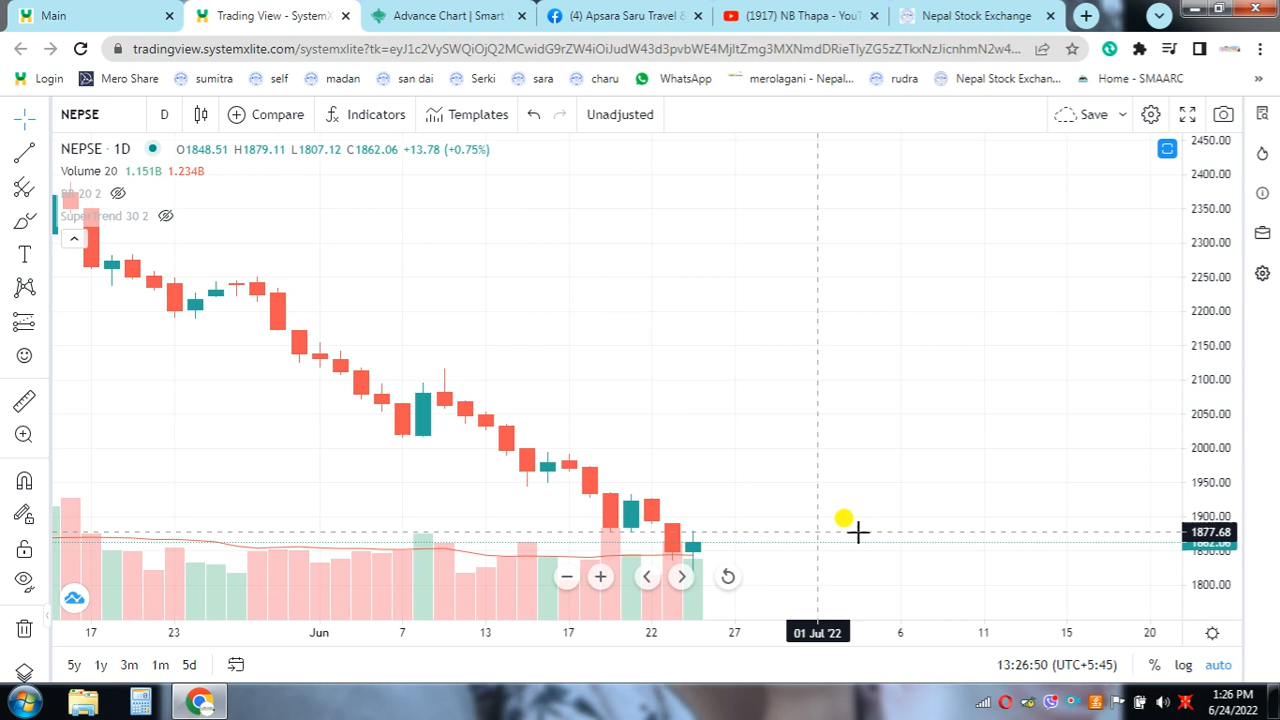 Main
Trading View - SystemX
Advance Chart | Smart
(4) Apsara Saru Travel &
(1917) NB Thapa - YouT
Nepal Stock Exchange
tradingview.systemxlite.com/systemxlite?
Login
Mero Share
sumitra
self
madan
san dai
Serki
sara
charu
WhatsApp
merolagani - Nepal...
rudra
Nepal Stock Exchan...
Home - SMAARC
»
NEPSE
D
Compare
Indicators
Templates
Unadjusted
Save
NEPSE · 1D
O1848.51 H1879.11 L1807.12 C1862.06 +13.78 (+0.75%)
Volume 20 1.151B 1.234B
BB 20 2
SuperTrend 30 2
2450.00
2400.00
2350.00
2300.00
2250.00
2200.00
2150.00
2100.00
2050.00
2000.00
1950.00
1900.00
1877.68
1862.06
1850.00
1800.00
17 23 Jun 7 13 17 22 27 01 Jul '22 6 11 15 20
5y 1y 3m 1m 5d
13:26:50 (UTC+5:45)
% log auto
1:26 PM
6/24/2022